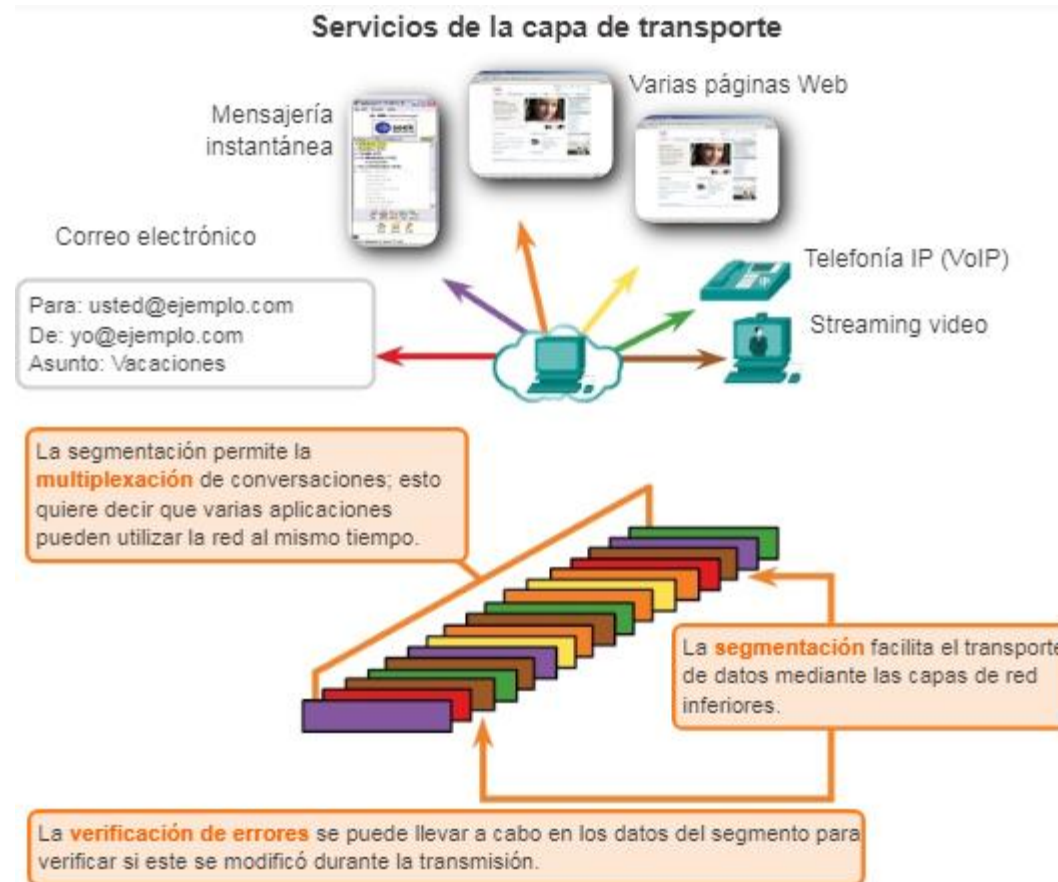 Servicios de la capa de transporte
Varias páginas Web
Mensajería
instantánea
Correo electrónico
Telefonía IP (VoIP)
Para: usted@ejemplo.com
De: yo@ejemplo.com
Asunto: Vacaciones
Streaming video
La segmentación permite la
multiplexación de conversaciones; esto
quiere decir que varias aplicaciones
pueden utilizar la red al mismo tiempo.
La segmentación facilita el transporte
de datos mediante las capas de red
inferiores.
La verificación de errores se puede llevar a cabo en los datos del segmento para
verificar si este se modificó durante la transmisión.